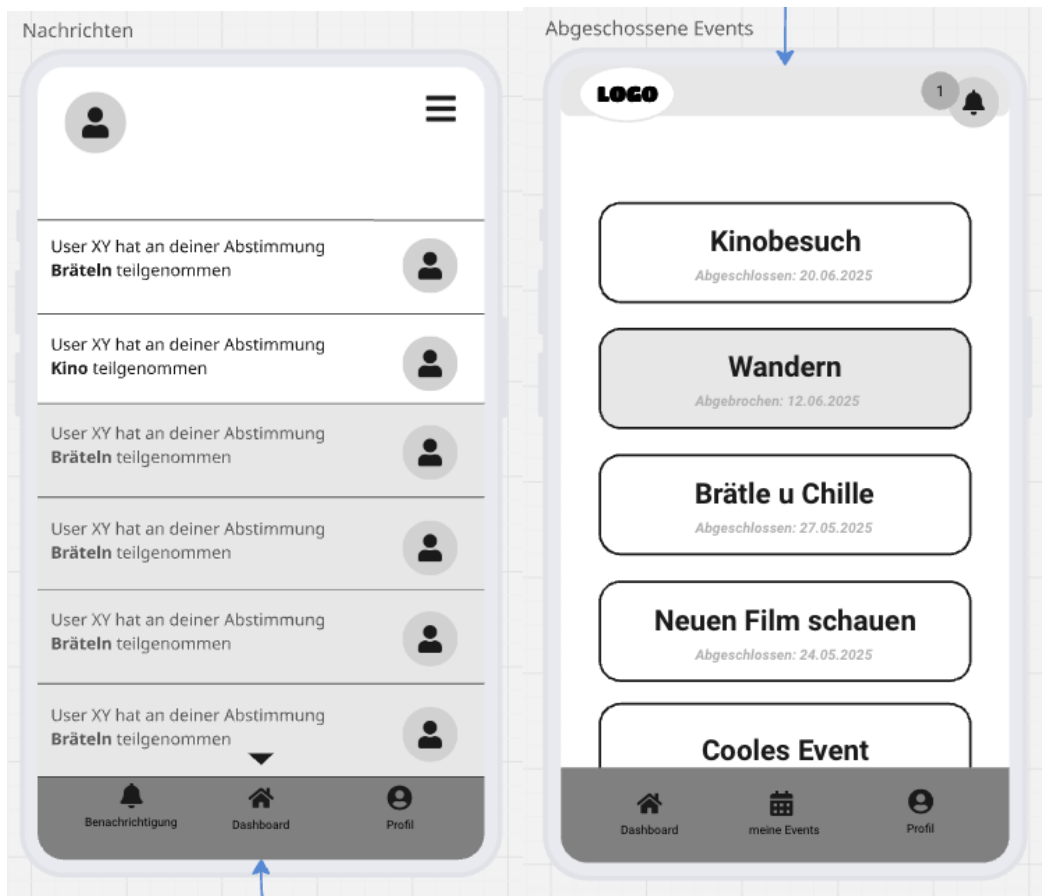 Nachrichten
User XY hat an deiner Abstimmung
Bräteln teilgenommen
User XY hat an deiner Abstimmung
Kino teilgenommen
User XY hat an deiner Abstimmung
Bräteln teilgenommen
User XY hat an deiner Abstimmung
Bräteln teilgenommen
User XY hat an deiner Abstimmung
Bräteln teilgenommen
User XY hat an deiner Abstimmung
Bräteln teilgenommen
Benachrichtigung
Dashboard
Profil
Abgeschossene Events
LOGO
1
Kinobesuch
Abgeschlossen: 20.06.2025
Wandern
Abgebrochen: 12.06.2025
Brätle u Chille
Abgeschlossen: 27.05.2025
Neuen Film schauen
Abgeschlossen: 24.05.2025
Cooles Event
Dashboard
meine Events
Profil